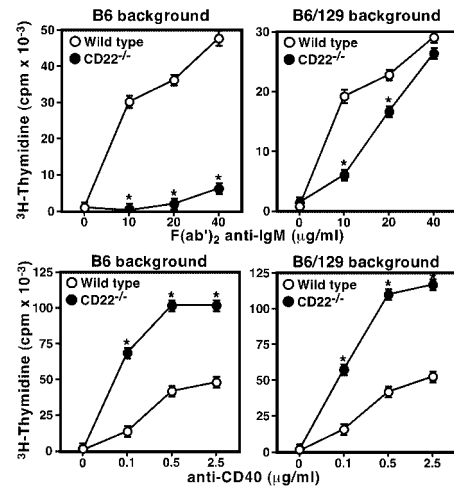 B6 background
B6/129 background
³H-Thymidine (cpm x 10⁻³)
50
40
30
20
10
0
Wild type
CD22⁻/⁻
*
*
*
0 10 20 40
30
20
10
0
Wild type
CD22⁻/⁻
*
*
0 10 20 40
F(ab')₂ anti-IgM (μg/ml)
B6 background
B6/129 background
³H-Thymidine (cpm x 10⁻³)
125
100
75
50
25
0
Wild type
CD22⁻/⁻
*
*
*
0 0.1 0.5 2.5
125
100
50
0
Wild type
CD22⁻/⁻
*
*
*
0 0.1 0.5 2.5
anti-CD40 (μg/ml)